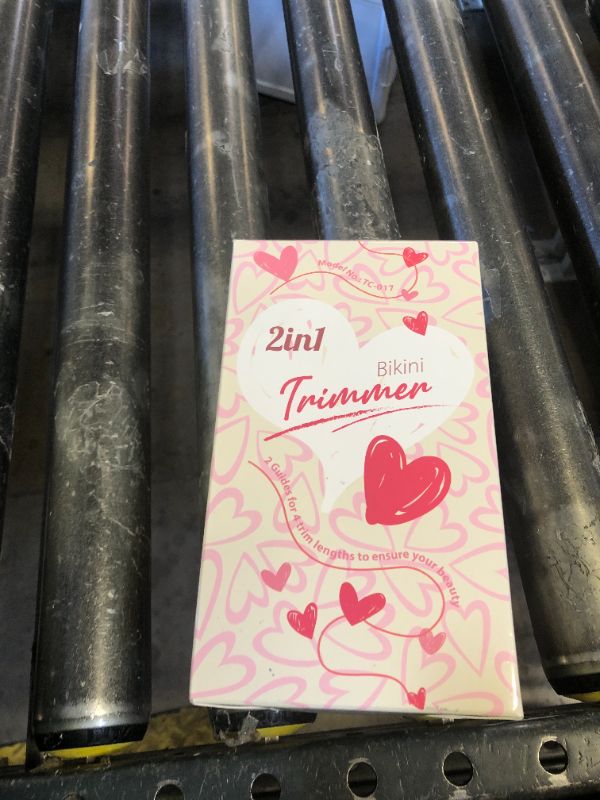 Model No.: TC-017
2in1
Bikini
Trimmer
2 Guides for 4 trim lengths to ensure your beauty